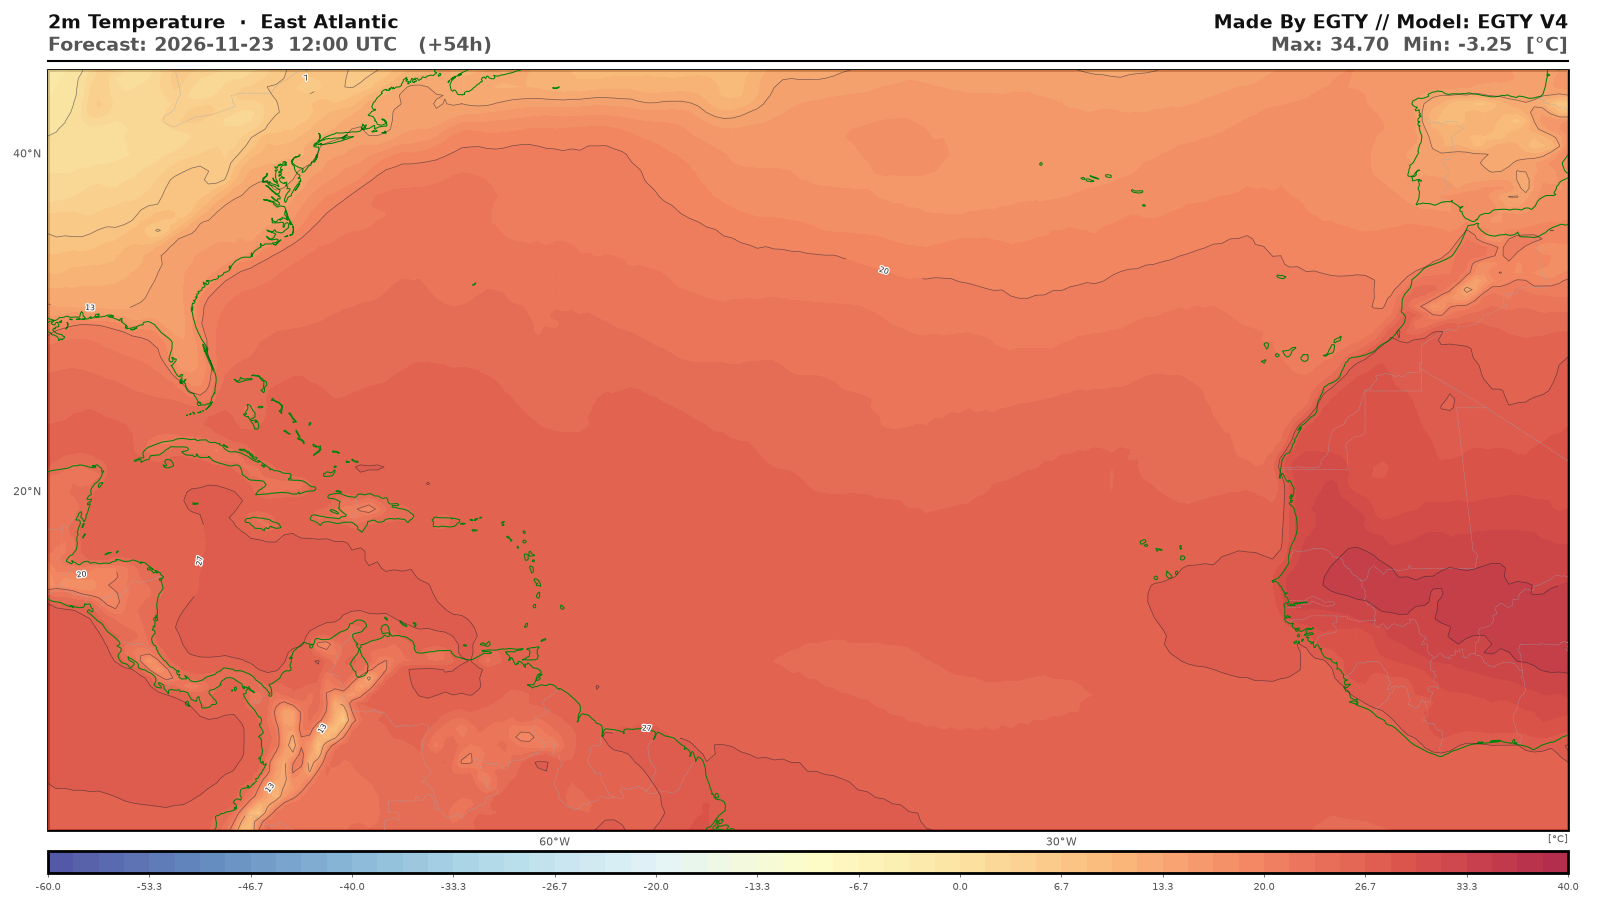 2m Temperature · East Atlantic
Made By EGTY // Model: EGTY V4
Forecast: 2026-11-23 12:00 UTC (+54h)
Max: 34.70 Min: -3.25 [°C]
7
40°N
20
13
20°N
27
20
13
27
13
60°W
30°W
[°C]
-60.0
-53.3
-46.7
-40.0
-33.3
-26.7
-20.0
-13.3
-6.7
0.0
6.7
13.3
20.0
26.7
33.3
40.0